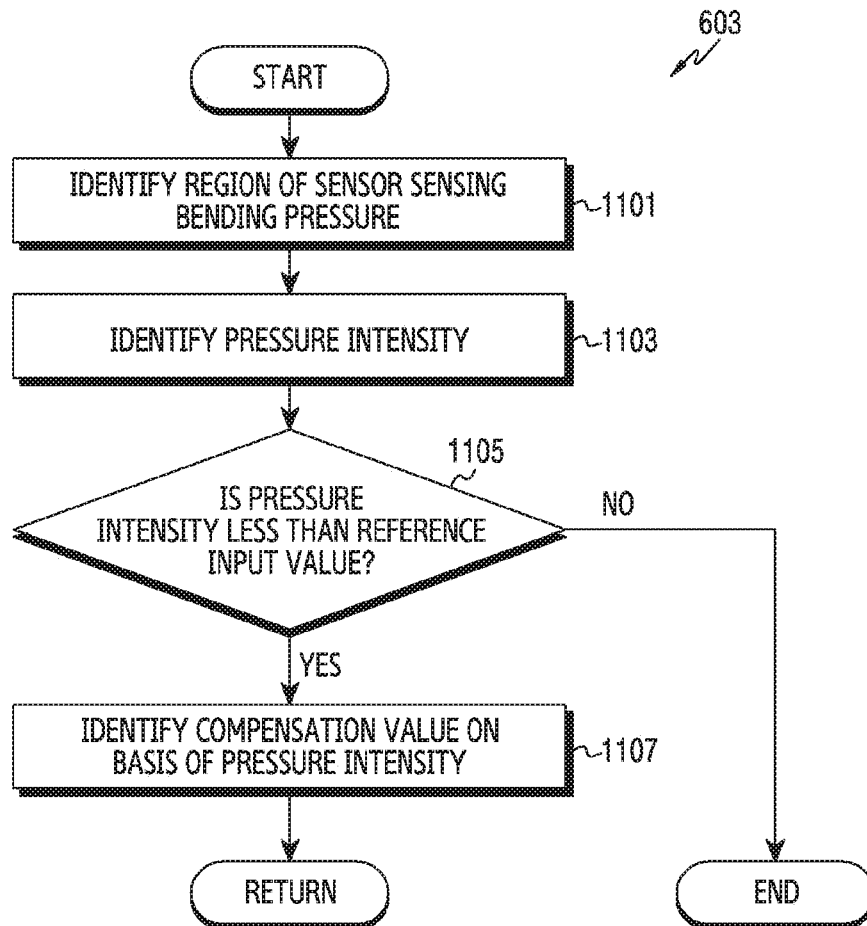 603
START
IDENTIFY REGION OF SENSOR SENSING
BENDING PRESSURE
1101
IDENTIFY PRESSURE INTENSITY
1103
1105
IS PRESSURE
INTENSITY LESS THAN REFERENCE
INPUT VALUE?
NO
YES
IDENTIFY COMPENSATION VALUE ON
BASIS OF PRESSURE INTENSITY
1107
RETURN
END